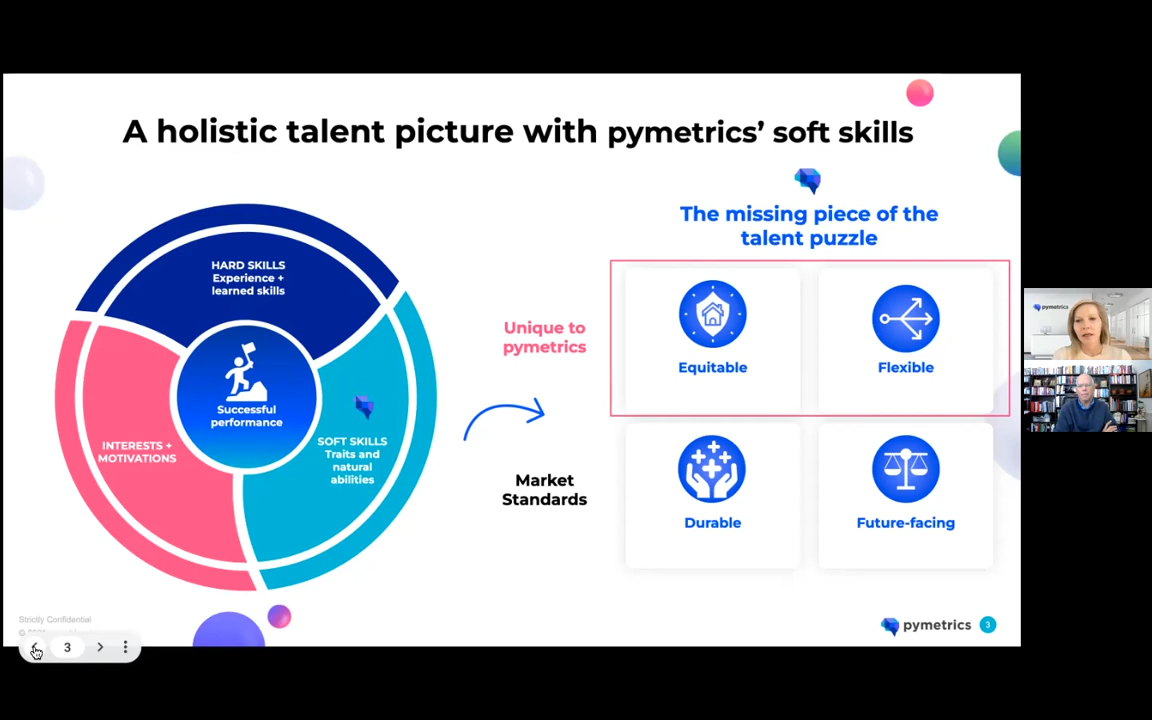 A holistic talent picture with pymetrics’ soft skills
The missing piece of the
talent puzzle
HARD SKILLS
Experience +
learned skills
Successful
performance
INTERESTS +
MOTIVATIONS
SOFT SKILLS
Traits and
natural
abilities
Unique to
pymetrics
Equitable
Flexible
Market
Standards
Durable
Future-facing
Strictly Confidential
©
3
pymetrics
3
pymetrics